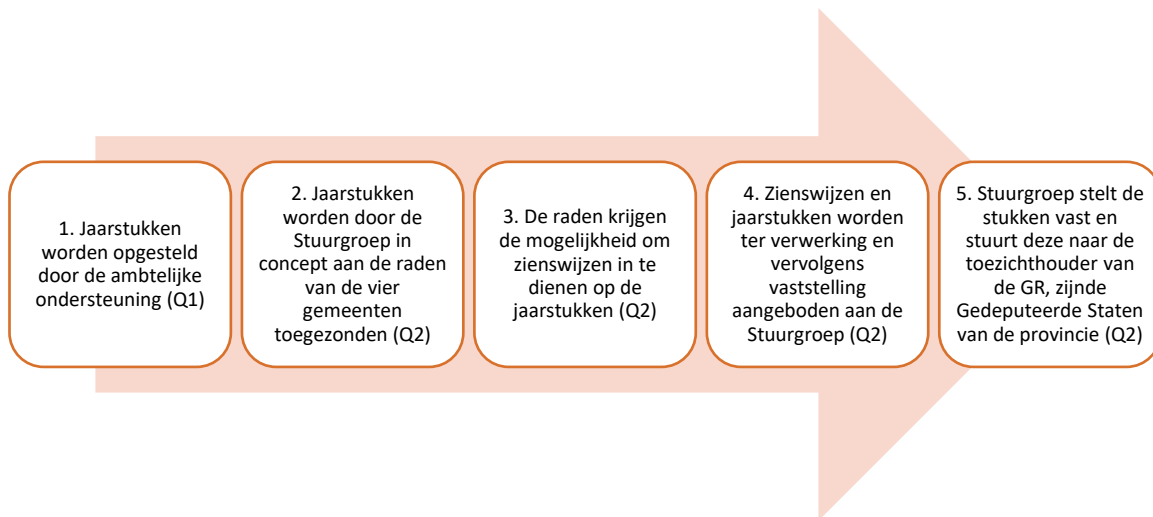 1. Jaarstukken
worden opgesteld
door de ambtelijke
ondersteuning (Q1)
2. Jaarstukken
worden door de
Stuurgroep in
concept aan de raden
van de vier
gemeenten
toegezonden (Q2)
3. De raden krijgen
de mogelijkheid om
zienswijzen in te
dienen op de
jaarstukken (Q2)
4. Zienswijzen en
jaarstukken worden
ter verwerking en
vervolgens
vaststelling
aangeboden aan de
Stuurgroep (Q2)
5. Stuurgroep stelt de
stukken vast en
stuurt deze naar de
toezichthouder van
de GR, zijnde
Gedeputeerde Staten
van de provincie (Q2)